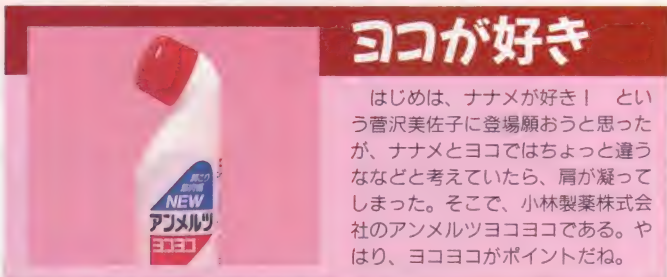 ヨコが好き
はじめは、ナナメが好き！　とい
う菅沢美佐子に登場願おうと思った
が、ナナメとヨコではちょっと違う
ななどと考えていたら、肩が凝って
しまった。そこで、小林製薬株式会
社のアンメルツヨコヨコである。や
はり、ヨコヨコがポイントだね。
肩こり
筋肉痛
NEW
アンメルツ
ヨコヨコ